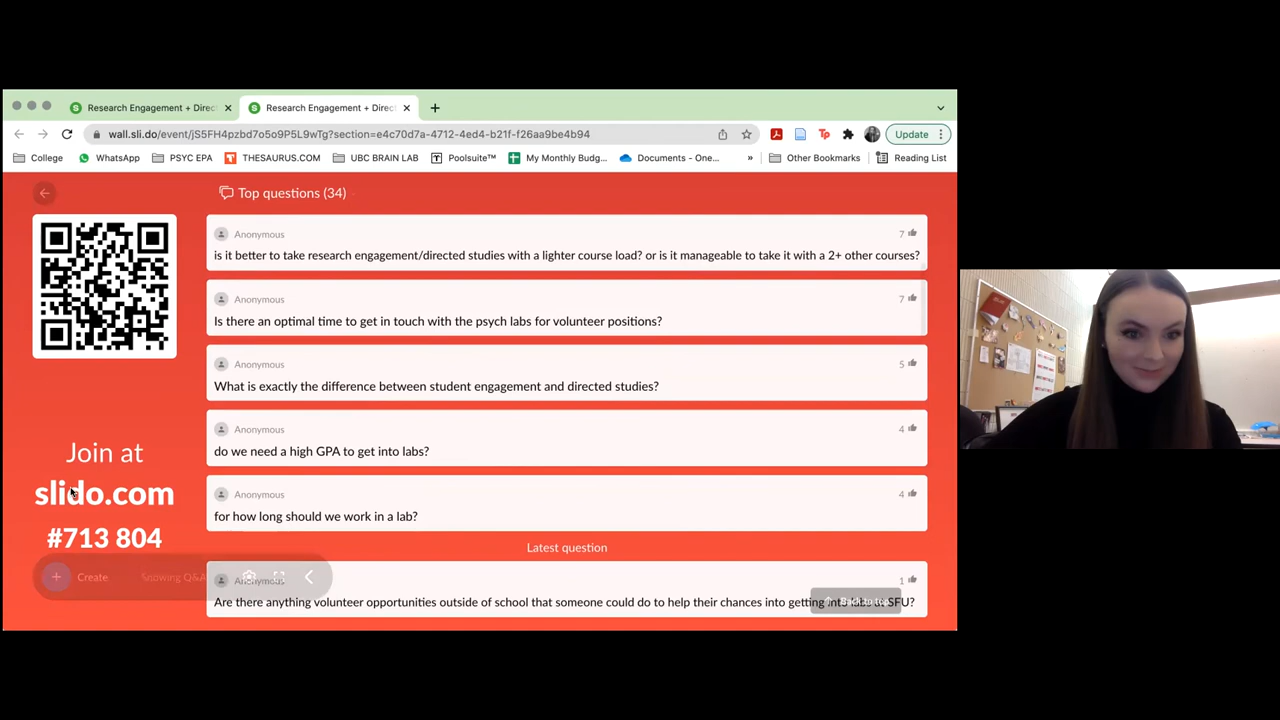 Research Engagement + Direc
Research Engagement + Direc
wall.sli.do/event/jS5FH4pzbd7o5o9P5L9wTg?section=e4c70d7a-4712-4ed4-b21f-f26aa9be4b94
Update
College
WhatsApp
PSYC EPA
THESAURUS.COM
UBC BRAIN LAB
Poolsuite™
My Monthly Budg...
Documents - One...
»
Other Bookmarks
Reading List
Top questions (34)
Anonymous
7
is it better to take research engagement/directed studies with a lighter course load? or is it manageable to take it with a 2+ other courses?
Anonymous
7
Is there an optimal time to get in touch with the psych labs for volunteer positions?
Anonymous
5
What is exactly the difference between student engagement and directed studies?
Anonymous
4
do we need a high GPA to get into labs?
Anonymous
4
for how long should we work in a lab?
Join at
slido.com
#713 804
Latest question
Create
Showing Q&A
Anonymous
1
Are there anything volunteer opportunities outside of school that someone could do to help their chances into getting SFU?
Back to top